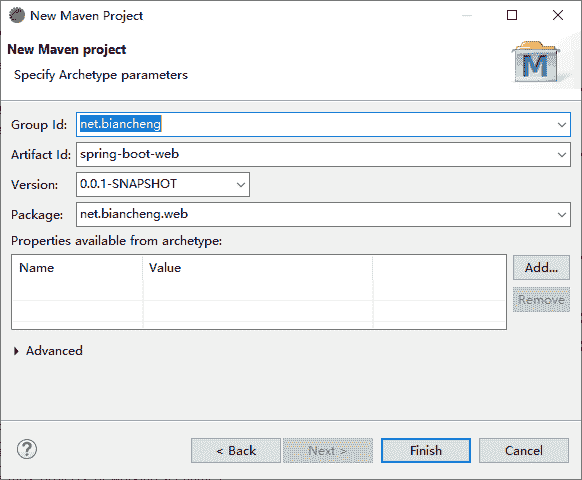 New Maven Project
New Maven project
Specify Archetype parameters
M
Group Id: net.biancheng
Artifact Id: spring-boot-web
Version: 0.0.1-SNAPSHOT
Package: net.biancheng.web
Properties available from archetype:
Name Value
Add...
Remove
Advanced
? < Back Next > Finish Cancel